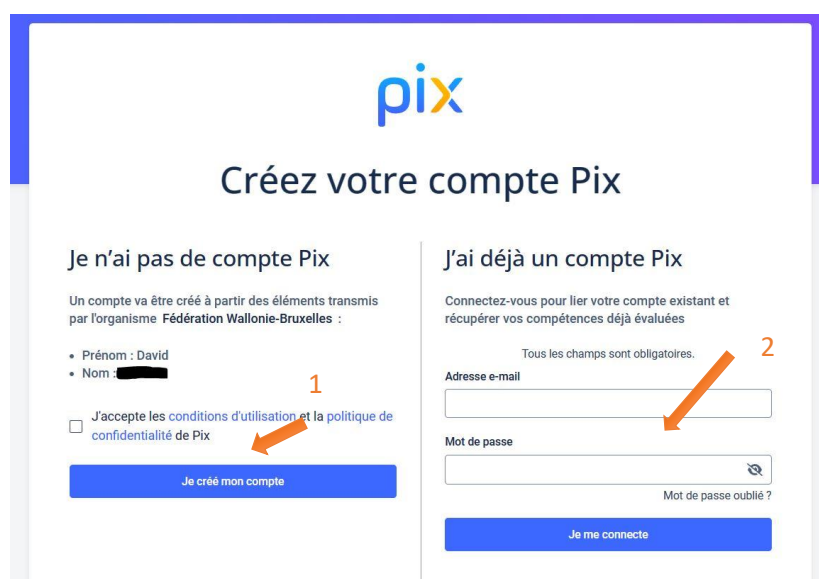 pix
Créez votre compte Pix
Je n'ai pas de compte Pix
Un compte va être créé à partir des éléments transmis
par l'organisme Fédération Wallonie-Bruxelles :
• Prénom : David
• Nom :
1
J'accepte les conditions d'utilisation et la politique de
confidentialité de Pix
Je créé mon compte
J'ai déjà un compte Pix
Connectez-vous pour lier votre compte existant et
récupérer vos compétences déjà évaluées
Tous les champs sont obligatoires.
2
Adresse e-mail
Mot de passe
Mot de passe oublié ?
Je me connecte